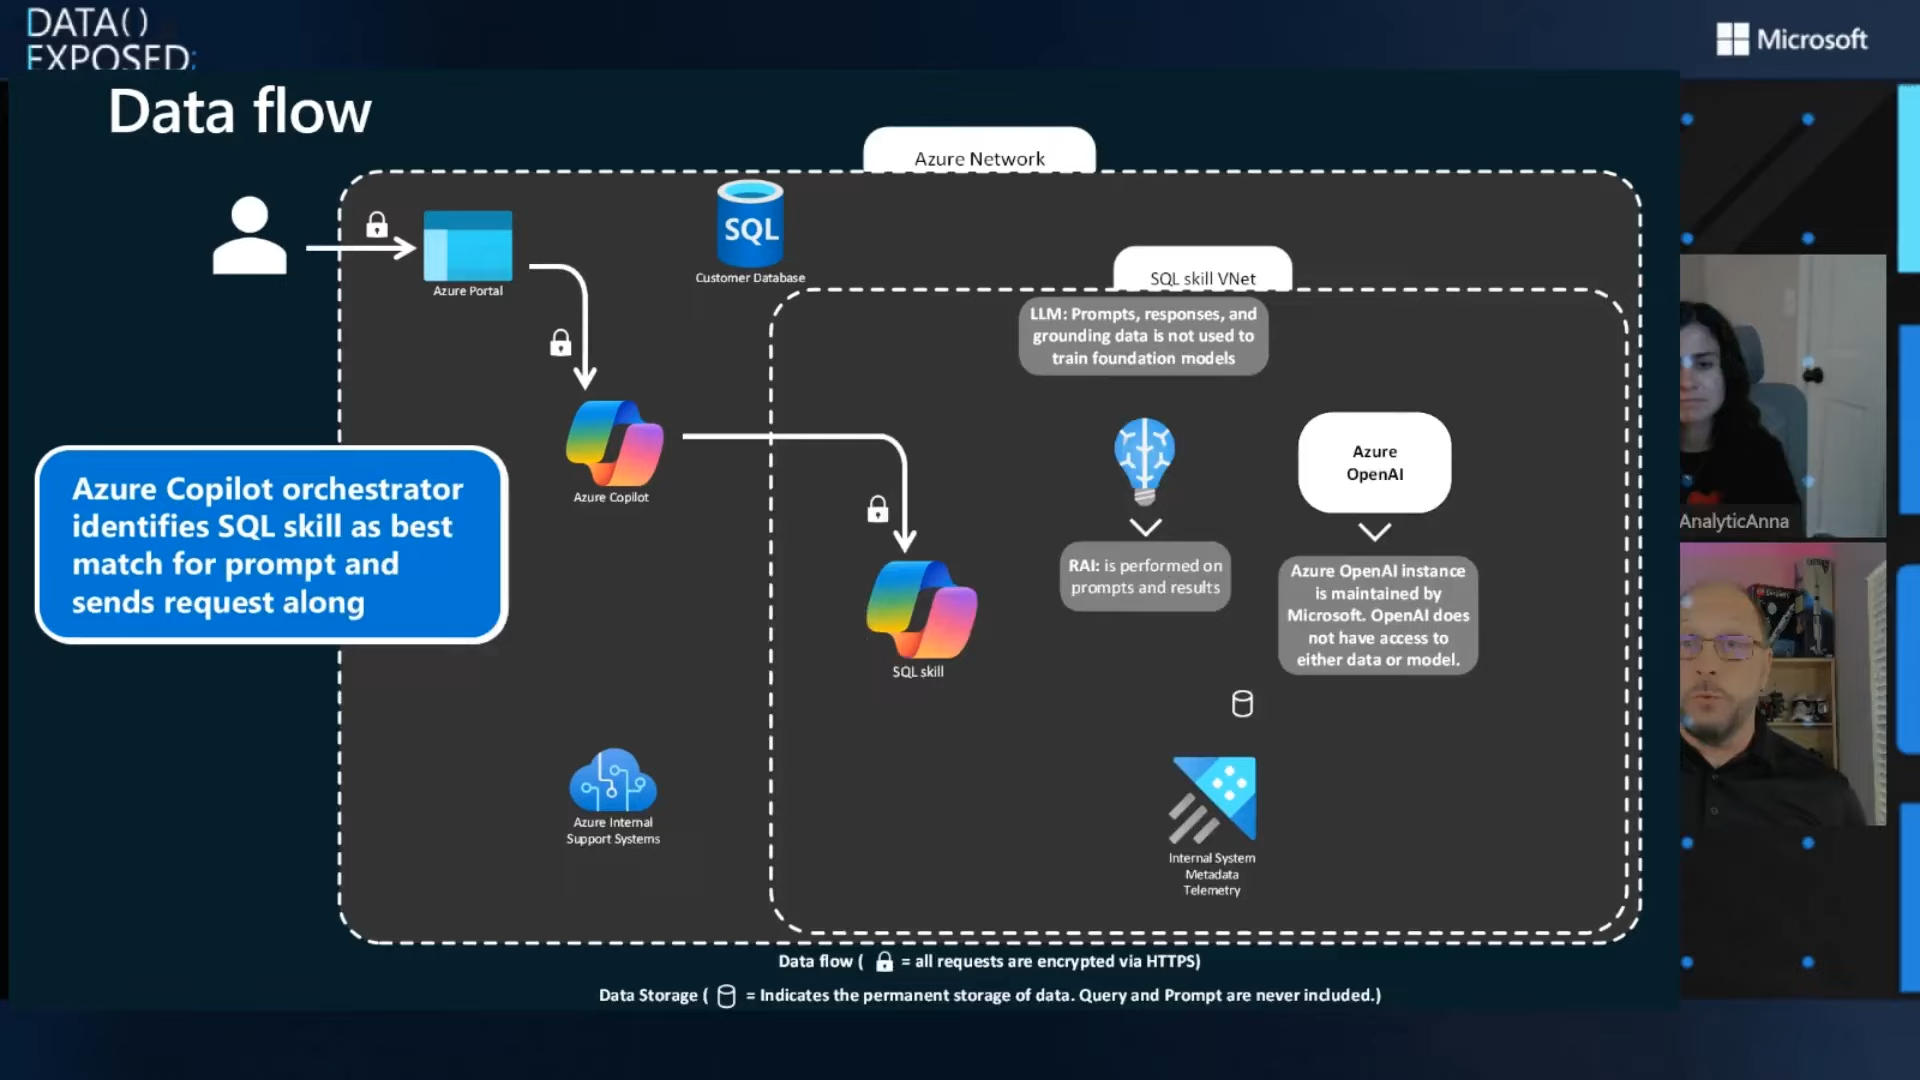 DATA()
EXPOSED:
Microsoft
Data flow
Azure Network
SQL
Customer Database
Azure Portal
SQL skill VNet
LLM: Prompts, responses, and
grounding data is not used to
train foundation models
Azure Copilot
Azure
OpenAI
Azure Copilot orchestrator
identifies SQL skill as best
match for prompt and
sends request along
RAI: is performed on
prompts and results
Azure OpenAI instance
is maintained by
Microsoft. OpenAI does
not have access to
either data or model.
SQL skill
Azure Internal
Support Systems
Internal System
Metadata
Telemetry
Data flow ( = all requests are encrypted via HTTPS)
Data Storage ( = Indicates the permanent storage of data. Query and Prompt are never included.)
AnalyticAnna